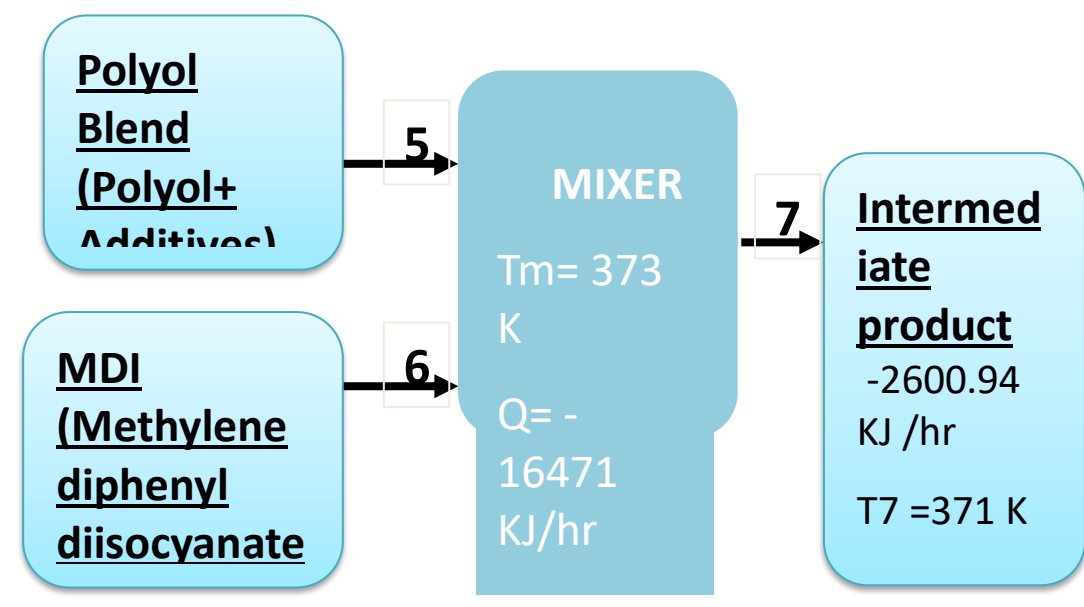 Polyol
Blend
(Polyol+
Additives)
5
MIXER
Tm= 373
K
Q= -
16471
KJ/hr
7
Intermed
iate
product
-2600.94
KJ /hr
T7 =371 K
MDI
(Methylene
diphenyl
diisocyanate
6